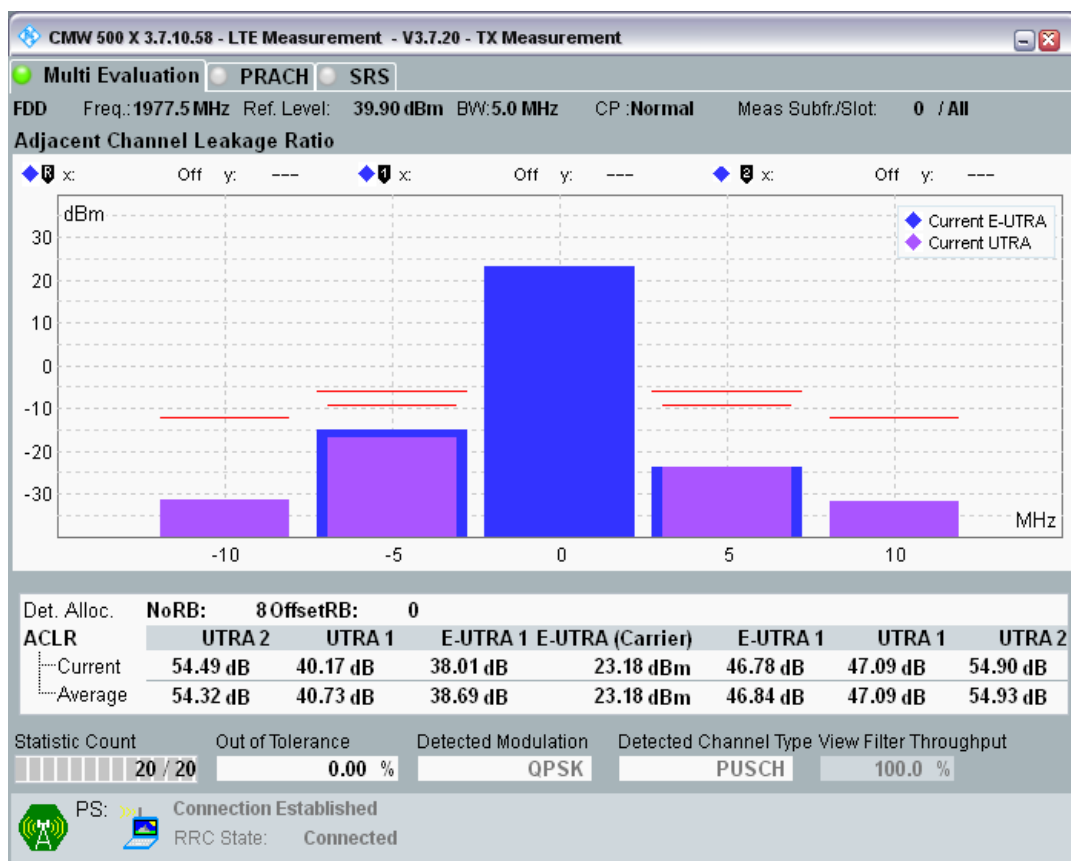 CMW 500 X 3.7.10.58 - LTE Measurement - V3.7.20 - TX Measurement
Multi Evaluation PRACH SRS
FDD Freq.:1977.5 MHz Ref. Level: 39.90 dBm BW:5.0 MHz CP :Normal Meas Subfr./Slot: 0 / All
Adjacent Channel Leakage Ratio
R x: Off y: --- 1 x: Off y: --- 2 x: Off y: ---
dBm
Current E-UTRA
Current UTRA
30
20
10
0
-10
-20
-30
MHz
-10 -5 0 5 10
Det. Alloc. NoRB: 8 OffsetRB: 0
ACLR UTRA 2 UTRA 1 E-UTRA 1 E-UTRA (Carrier) E-UTRA 1 UTRA 1 UTRA 2
Current 54.49 dB 40.17 dB 38.01 dB 23.18 dBm 46.78 dB 47.09 dB 54.90 dB
Average 54.32 dB 40.73 dB 38.69 dB 23.18 dBm 46.84 dB 47.09 dB 54.93 dB
Statistic Count Out of Tolerance Detected Modulation Detected Channel Type View Filter Throughput
20 / 20 0.00 % QPSK PUSCH 100.0 %
PS: Connection Established
RRC State: Connected